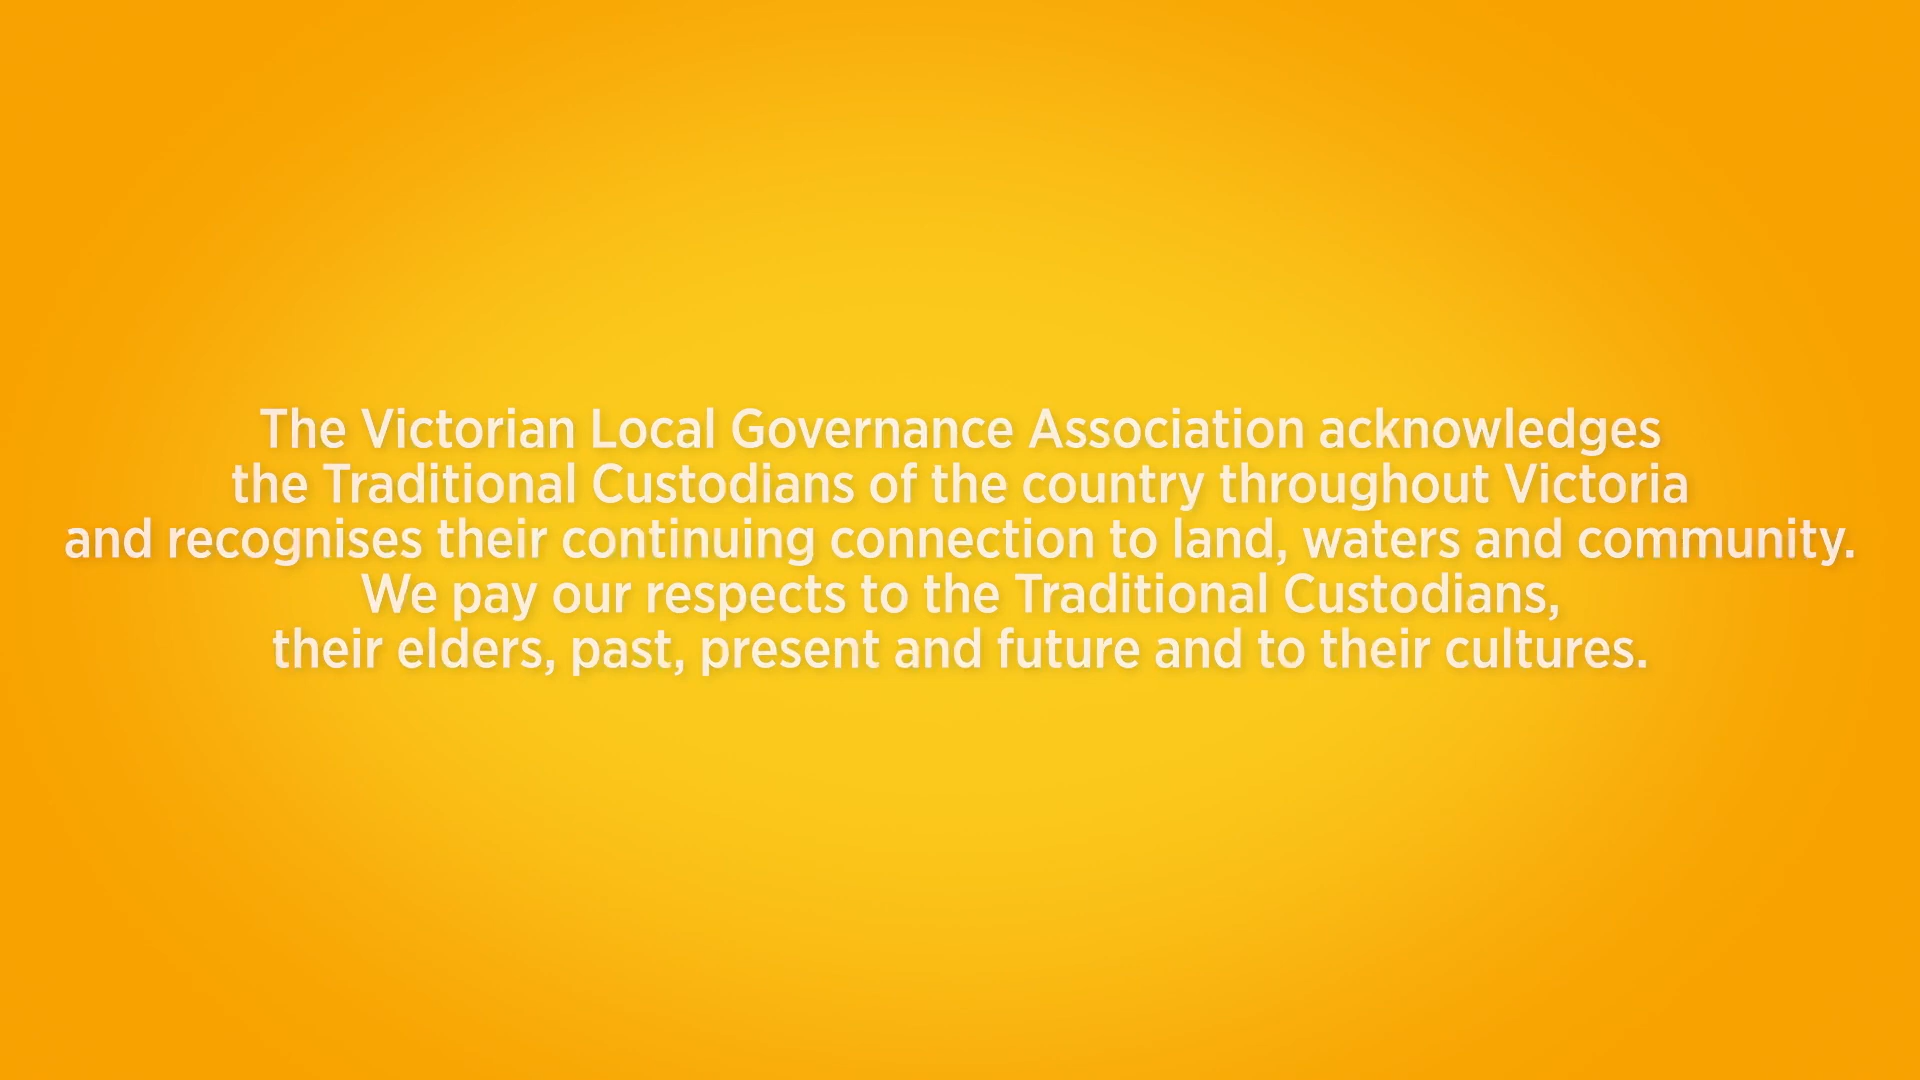 The Victorian Local Governance Association acknowledges
the Traditional Custodians of the country throughout Victoria
and recognises their continuing connection to land, waters and community.
We pay our respects to the Traditional Custodians,
their elders, past, present and future and to their cultures.